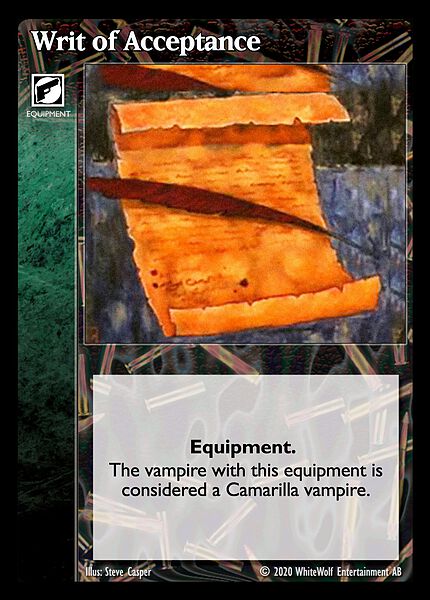 Writ of Acceptance
EQUIPMENT
Equipment.
The vampire with this equipment is
considered a Camarilla vampire.
Illus: Steve Casper
© 2020 WhiteWolf Entertainment AB